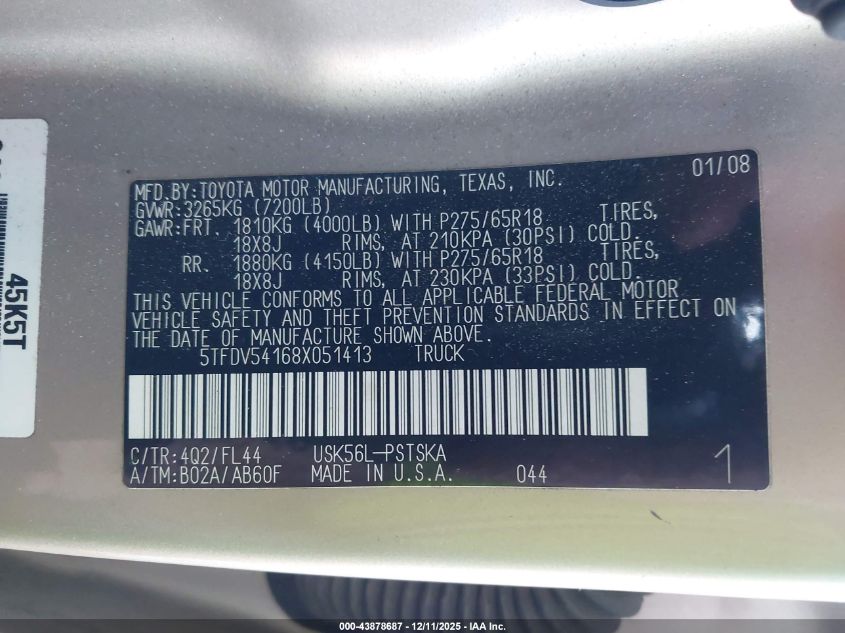 MFD.BY:TOYOTA MOTOR MANUFACTURING, TEXAS, INC. 01/08
GVWR:3265KG (7200LB)
GAWR:FRT. 1810KG (4000LB) WITH P275/65R18 TIRES,
18X8J RIMS, AT 210KPA (30PSI) COLD.
RR. 1880KG (4150LB) WITH P275/65R18 TIRES,
18X8J RIMS, AT 230KPA (33PSI) COLD.
THIS VEHICLE CONFORMS TO ALL APPLICABLE FEDERAL MOTOR
VEHICLE SAFETY AND THEFT PREVENTION STANDARDS IN EFFECT ON
THE DATE OF MANUFACTURE SHOWN ABOVE.
5TFDV54168X051413 TRUCK
C/TR:4Q2/FL44 USK56L-PSTSKA
A/TM:B02A/AB60F MADE IN U.S.A. 044 1
45K5T
000-43878687 - 12/11/2025 - IAA Inc.